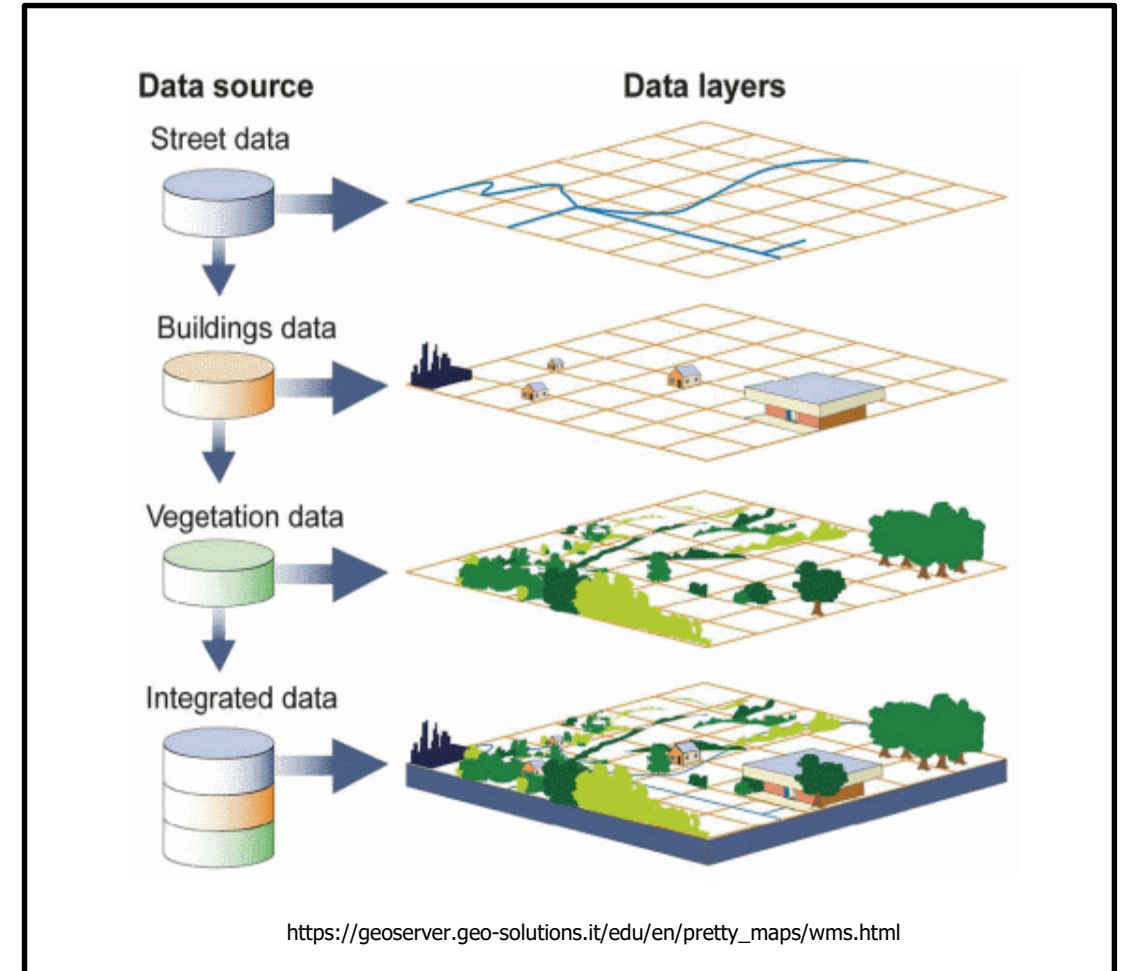 Data source
Data layers
Street data
Buildings data
Vegetation data
Integrated data
https://geoserver.geo-solutions.it/edu/en/pretty_maps/wms.html